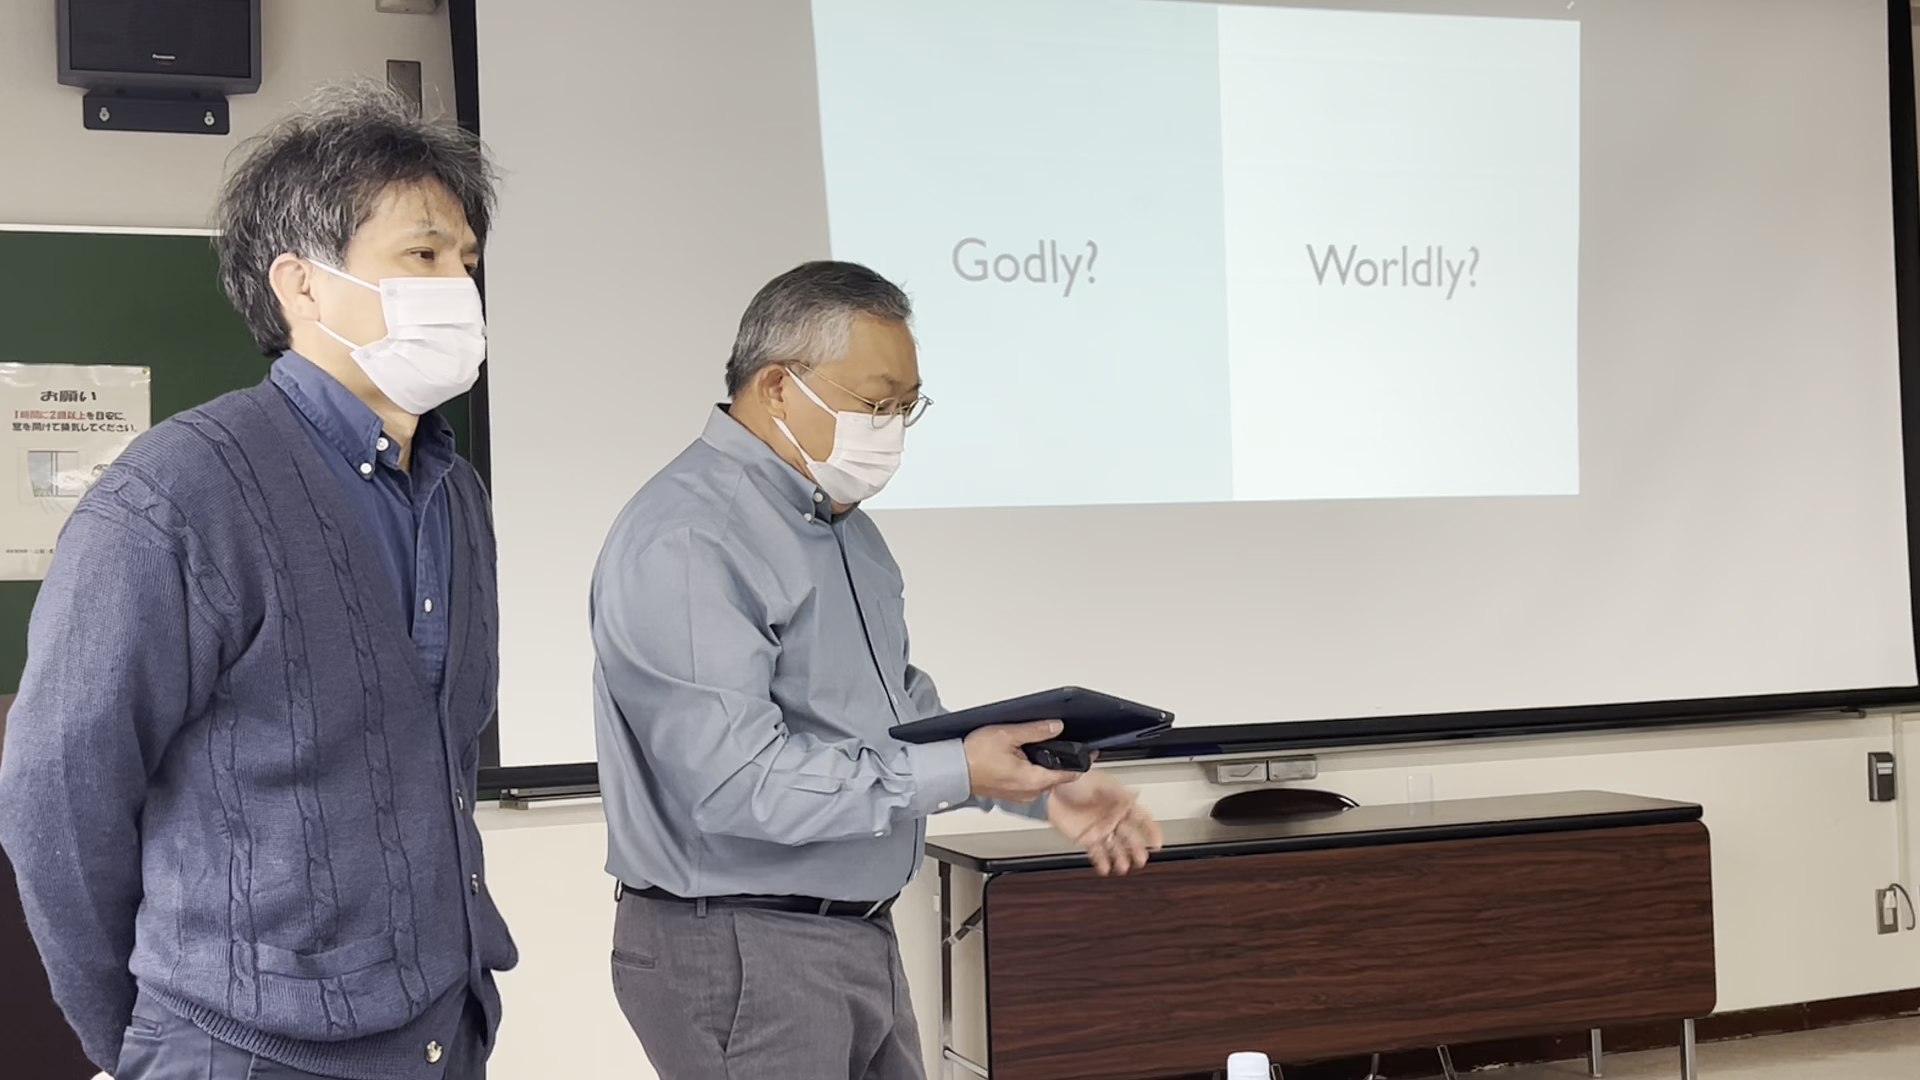 Panasonic
Godly?
Worldly?
お願い
1時間に2回以上を目安に、
窓を開けて換気してください。